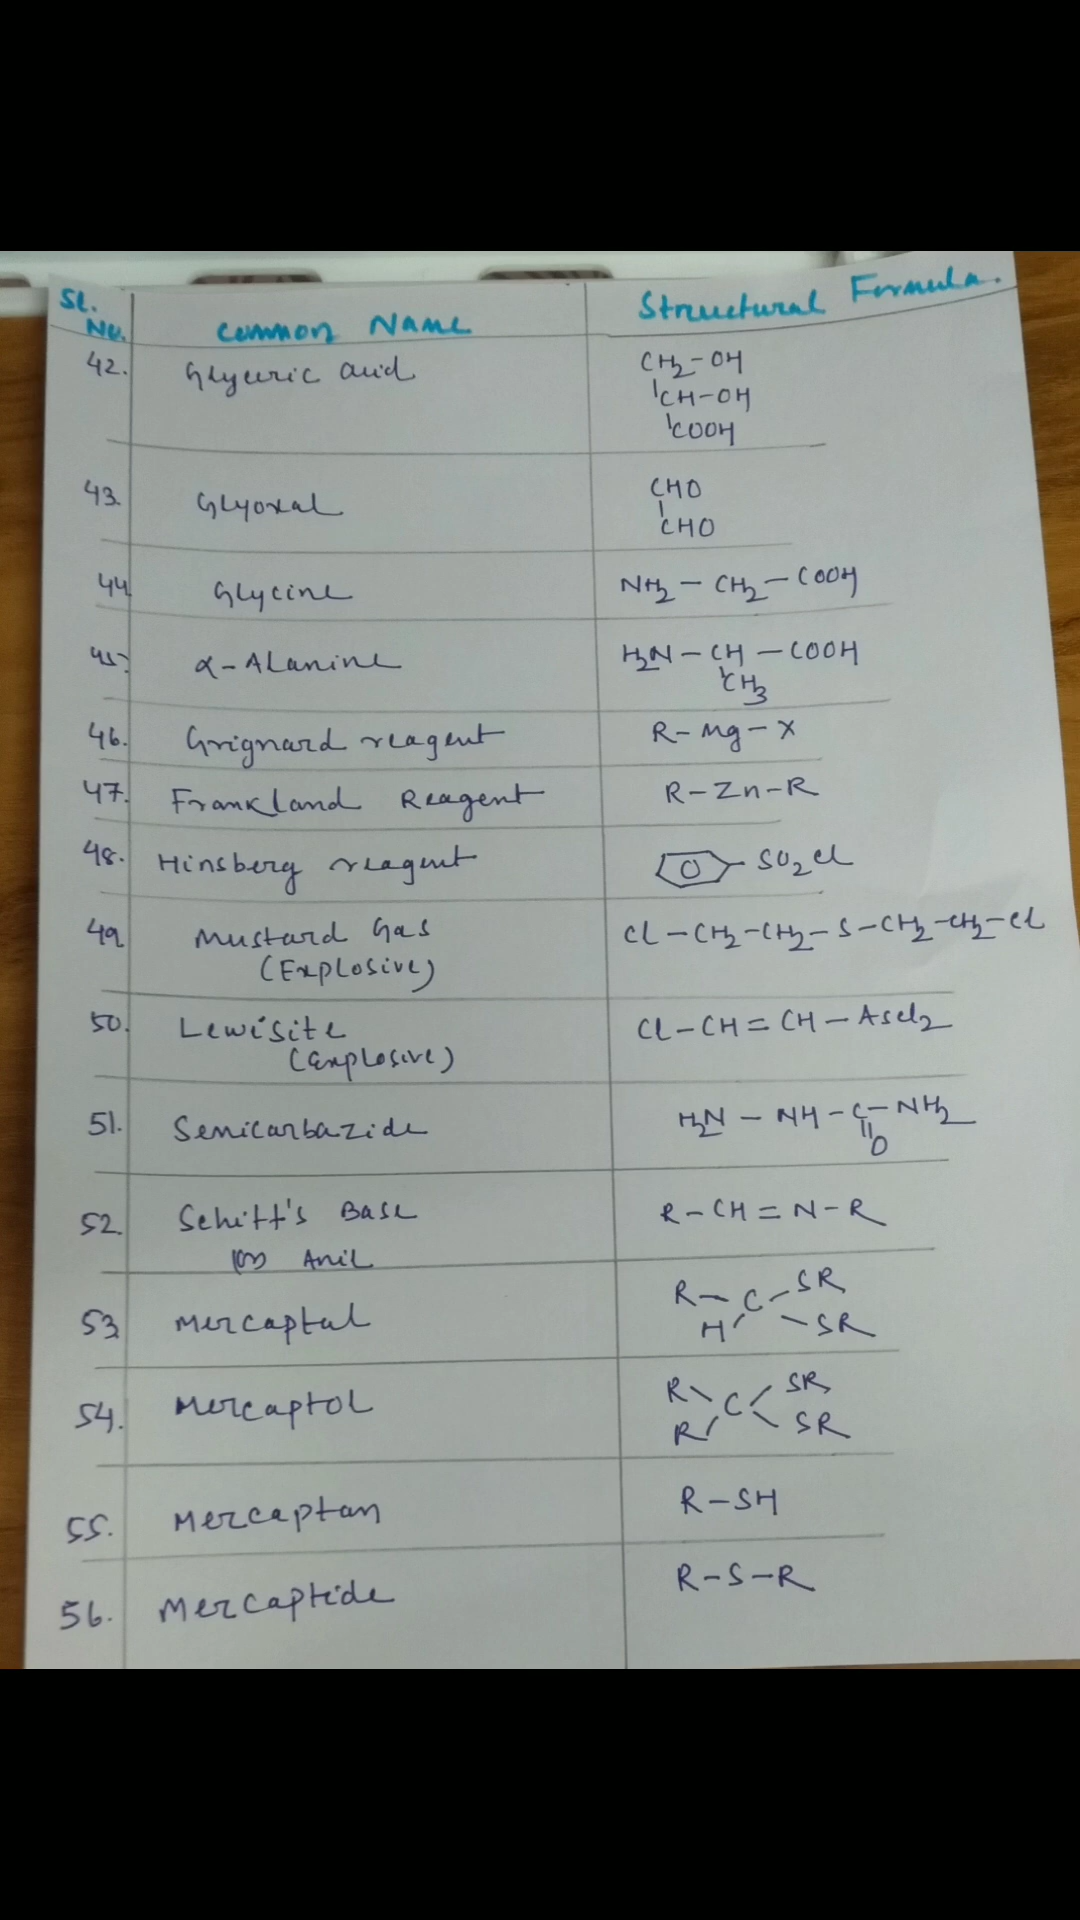 Sl. No. Common Name Structural Formula.
42. Glyceric acid CH2-OH
CH-OH
COOH
43. Glyoxal CHO
CHO
44 Glycine NH2-CH2-COOH
45. α-Alanine H2N-CH-COOH
CH3
46. Grignard reagent R-Mg-X
47. Frankland Reagent R-Zn-R
48. Hinsberg reagent SO2Cl
49 Mustard Gas Cl-CH2-CH2-S-CH2-CH2-Cl
(Explosive)
50. Lewisite Cl-CH=CH-AsCl2
(Explosive)
51. Semicarbazide H2N-NH-C-NH2
O
52. Schiff's Base R-CH=N-R
or Anil
53 Mercaptal R-C-SR
H SR
54. Mercaptol R C SR
R SR
55. Mercaptan R-SH
56. Mercaptide R-S-R